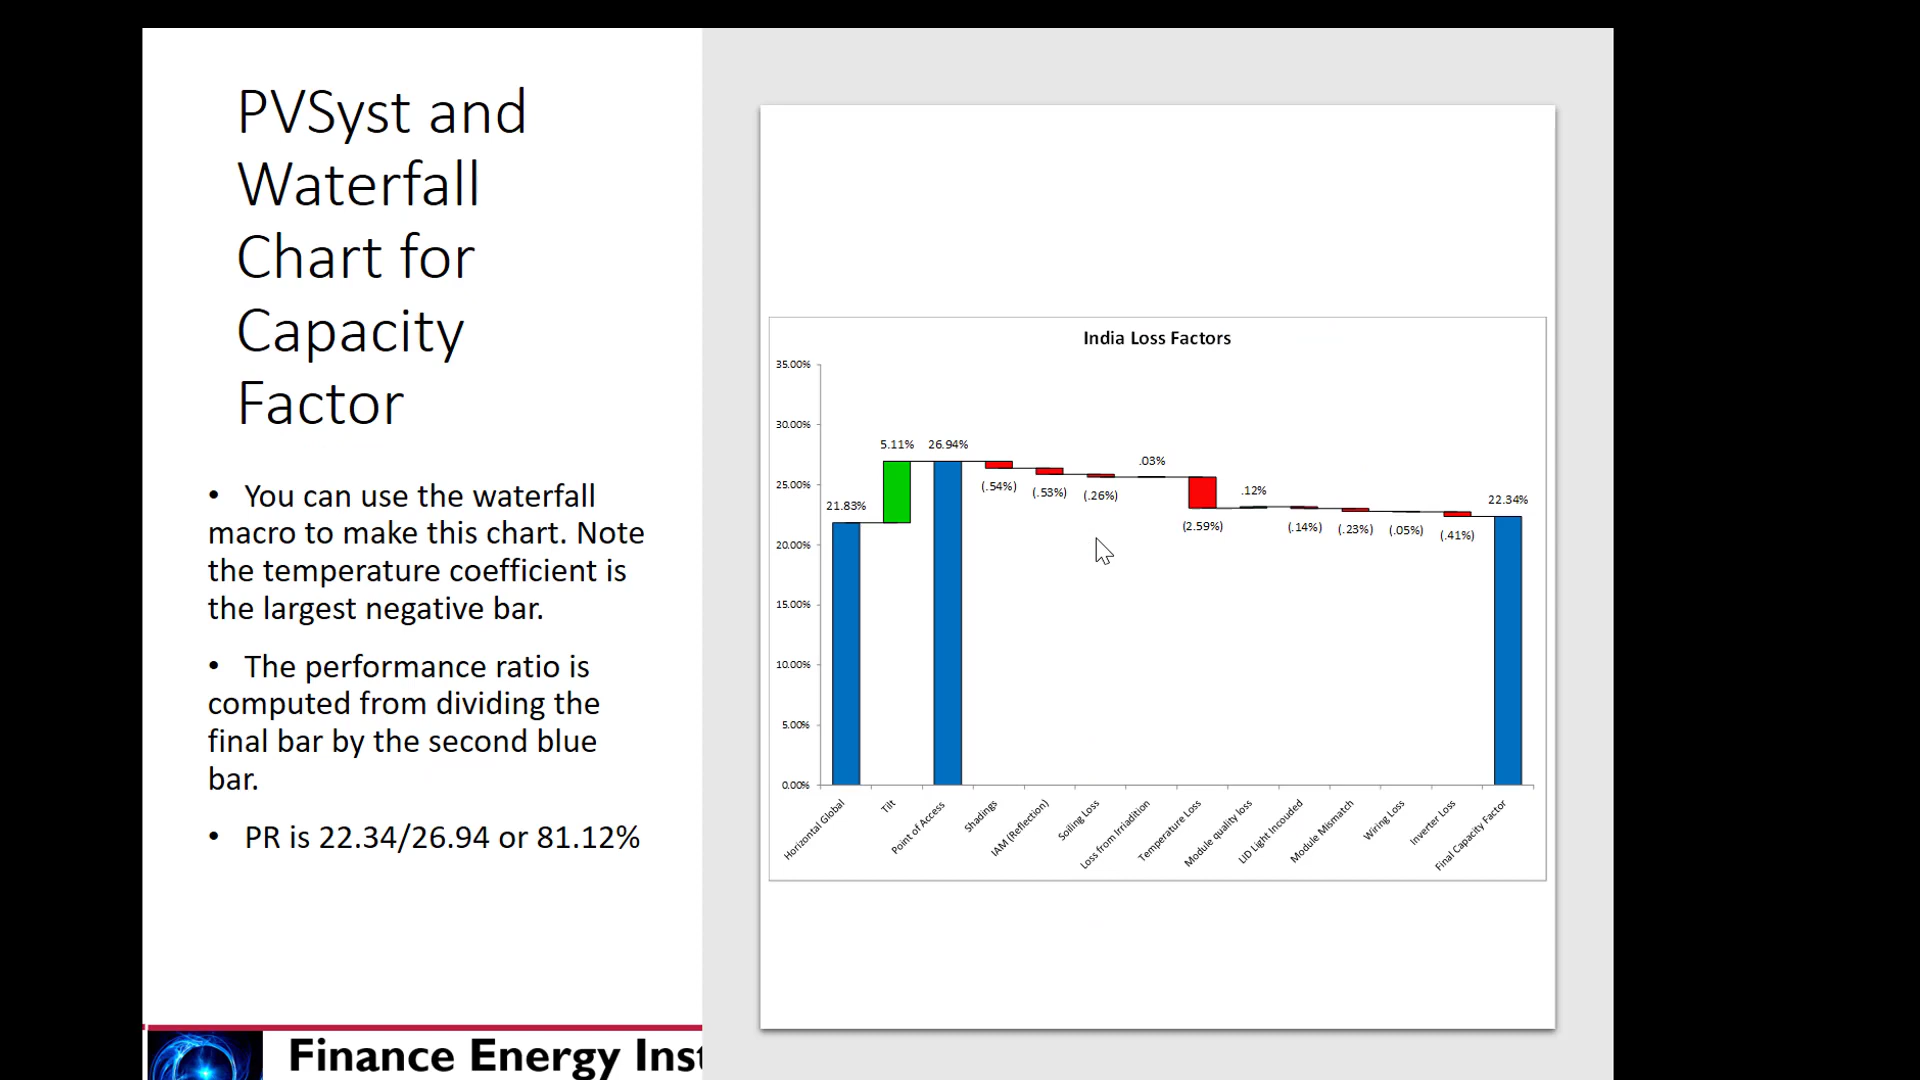 PVSyst and
Waterfall
Chart for
Capacity
Factor
• You can use the waterfall
macro to make this chart. Note
the temperature coefficient is
the largest negative bar.
• The performance ratio is
computed from dividing the
final bar by the second blue
bar.
• PR is 22.34/26.94 or 81.12%
Finance Energy Inst
India Loss Factors
35.00%
30.00%
25.00%
20.00%
15.00%
10.00%
5.00%
0.00%
21.83%
5.11%
26.94%
(.54%)
(.53%)
(.26%)
.03%
(2.59%)
.12%
(.14%)
(.23%)
(.05%)
(.41%)
22.34%
Horizontal Global
Tilt
Point of Access
Shadings
IAM (Reflection)
Soiling Loss
Loss from Irriadition
Temperature Loss
Module quality loss
LID Light Incouded
Module Mismatch
Wiring Loss
Inverter Loss
Final Capacity Factor